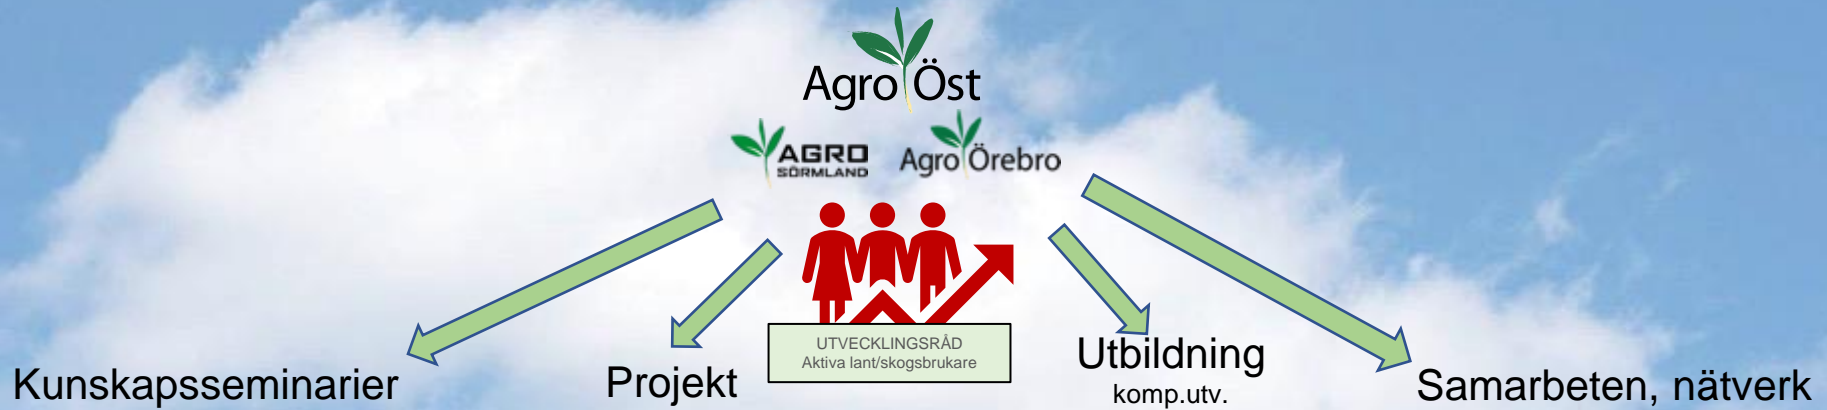 Agro Öst
AGRO
SÖRMLAND
Agro Örebro
UTVECKLINGSRÅD
Aktiva lant/skogsbrukare
Kunskapsseminarier
Projekt
Utbildning
komp.utv.
Samarbeten, nätverk